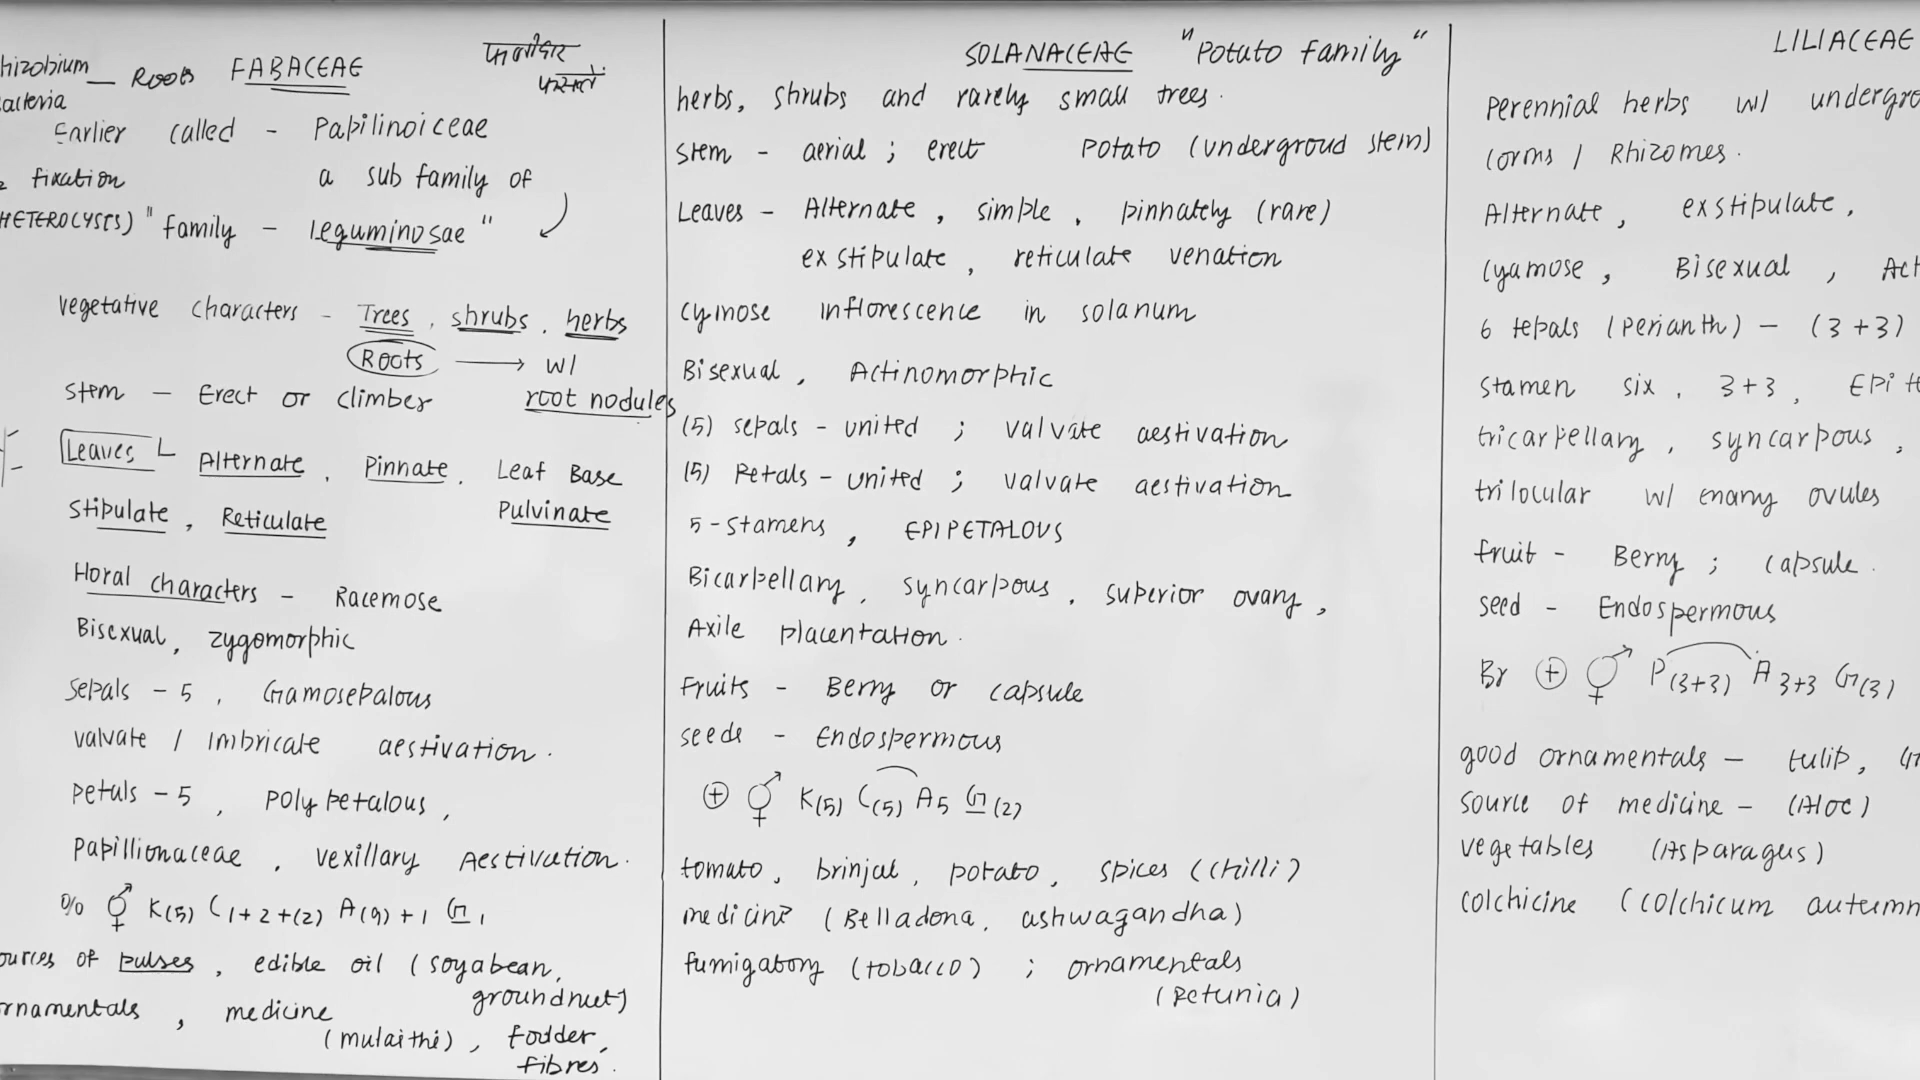 hizobium — Roots FABACEAE
acteria
Earlier called - Papilinoiceae
fixation a sub family of
HETEROCYSTS) "family - Leguminosae"
vegetative characters - Trees, shrubs, herbs
Roots → w/
root nodules
stem - Erect or climber
Leaves Alternate, Pinnate, Leaf Base
Pulvinate
Stipulate, Reticulate
Floral characters - Racemose
Bisexual, zygomorphic
sepals - 5, Gamosepalous
valvate / imbricate aestivation.
petals - 5, polypetalous,
Papillionaceae, vexillary Aestivation.
% ⚥ K(5) C1+2+(2) A(9)+1 G1
ources of pulses, edible oil (soyabean,
groundnut)
rnamentals, medicine
(mulaithi), fodder,
fibres.
SOLANACEAE "Potato family"
herbs, shrubs and rarely small trees.
stem - aerial; erect Potato (undergroud stem)
Leaves - Alternate, simple, pinnately (rare)
exstipulate, reticulate venation
cymose inflorescence in solanum
Bisexual, Actinomorphic
(5) sepals - united; valvate aestivation
(5) Petals - united; valvate aestivation
5-stamens, EPIPETALOUS
Bicarpellary, syncarpous, superior ovary,
Axile placentation.
Fruits - Berry or capsule
seeds - Endospermous
⊕ ⚥ K(5) C(5) A5 G(2)
tomato, brinjal, potato, spices (chilli)
medicine (Belladona, ashwagandha)
fumigatory (tobacco); ornamentals
(Petunia)
LILIACEAE
Perennial herbs w/ undergro
corms / Rhizomes.
Alternate, exstipulate,
Cyamose, Bisexual, Act
6 tepals (perianth) - (3+3)
stamen six, 3+3, Epit
tricarpellary, syncarpous,
trilocular w/ enamy ovules
fruit - Berry; capsule.
seed - Endospermous
Br ⊕ ⚥ P(3+3) A3+3 G(3)
good ornamentals - tulip,
source of medicine - (Aloe)
vegetables (Asparagus)
colchicine (colchicum autumn